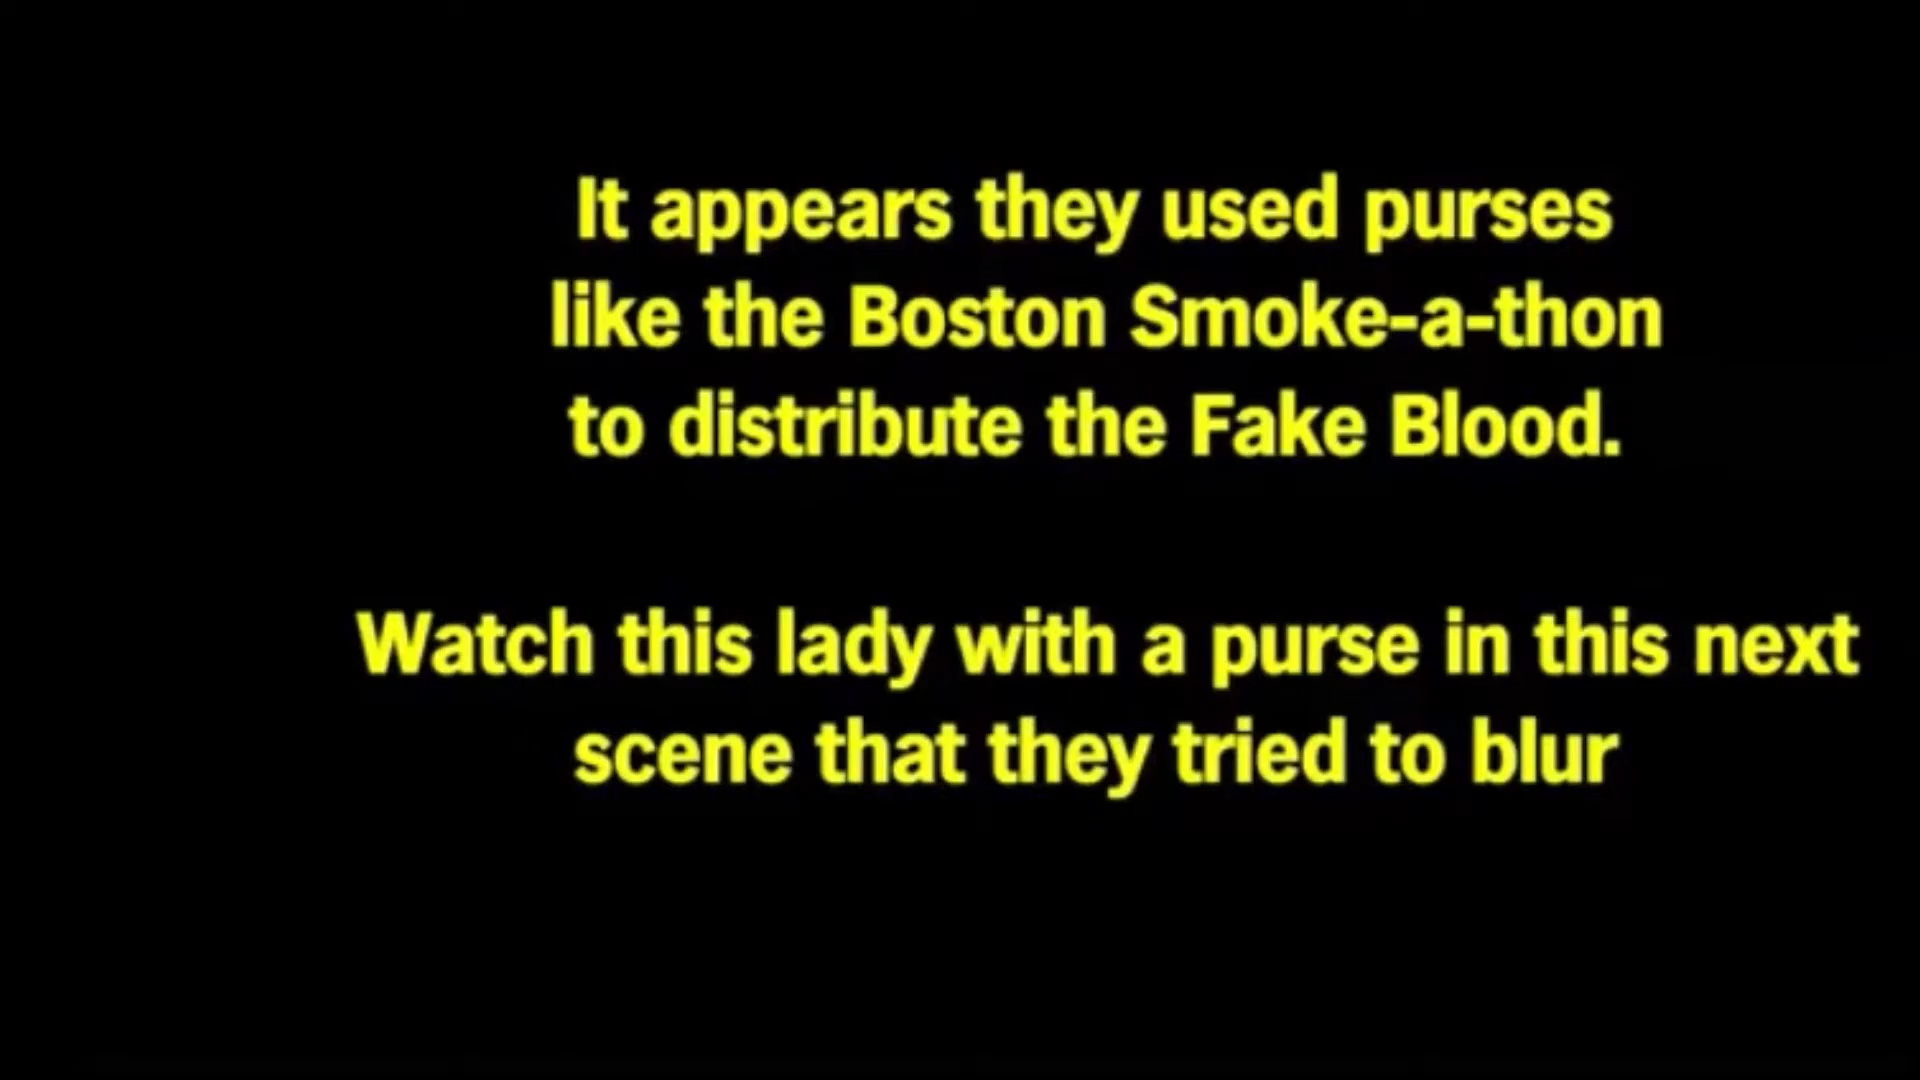 It appears they used purses
like the Boston Smoke-a-thon
to distribute the Fake Blood.
Watch this lady with a purse in this next
scene that they tried to blur